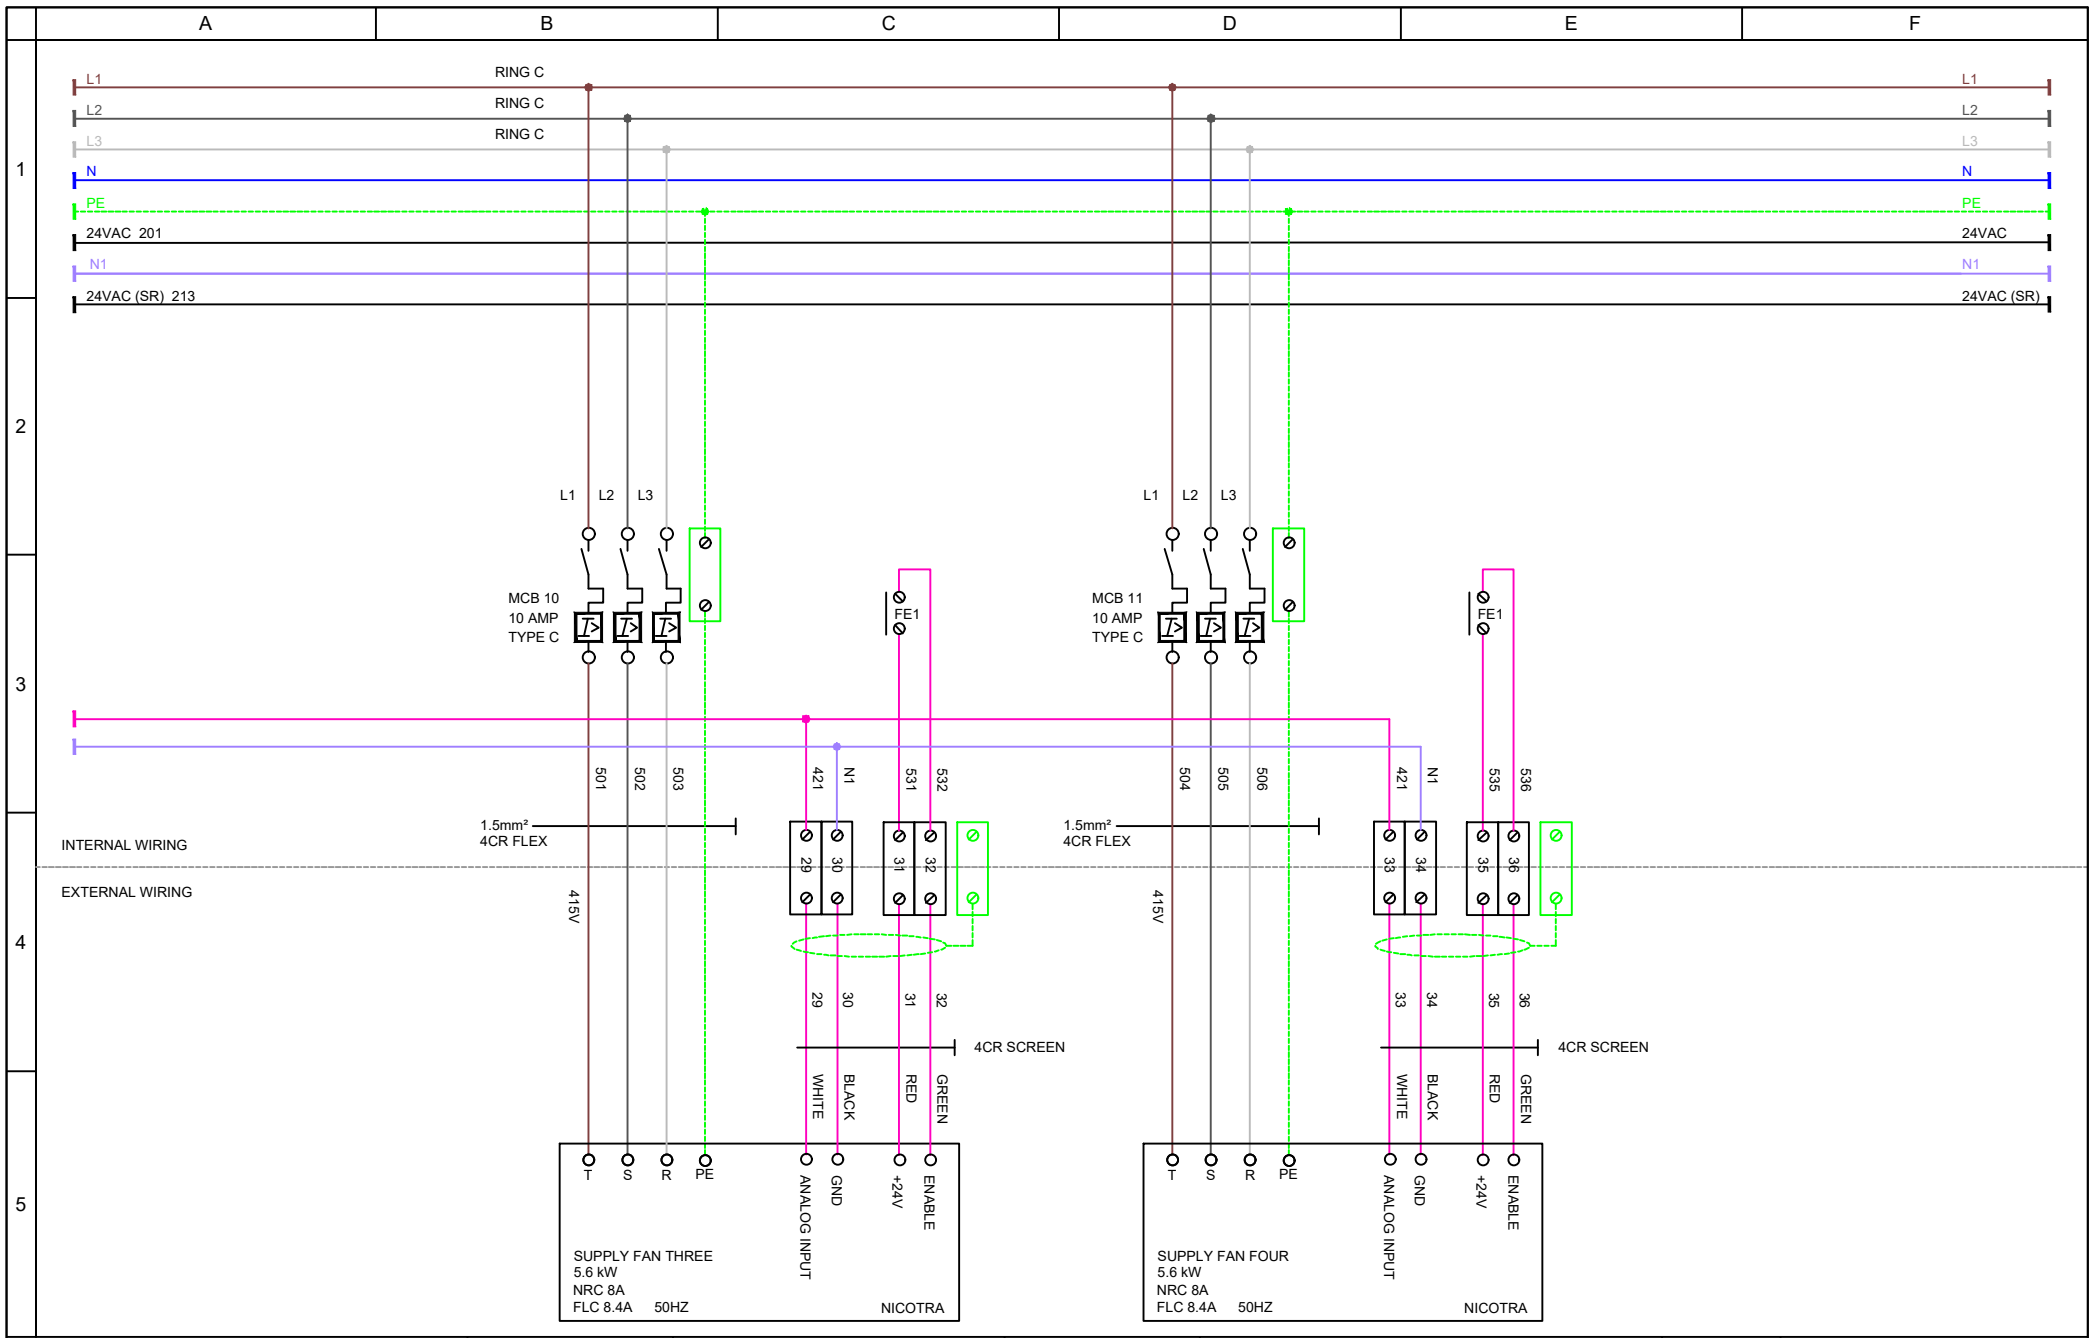 A B C D E F
RING C
L1 L1
RING C
L2 L2
RING C
L3 L3
1
N N
PE PE
24VAC 201 24VAC
N1 N1
24VAC (SR) 213 24VAC (SR)
2
L1 L2 L3 L1 L2 L3
MCB 10
10 AMP
TYPE C
FE1
MCB 11
10 AMP
TYPE C
FE1
I> I> I> I> I> I>
3
501 502 503 421 N1 531 532 504 505 506 421 N1 535 536
1.5mm²
4CR FLEX
1.5mm²
4CR FLEX
INTERNAL WIRING
29 30 31 32 33 34 35 36
EXTERNAL WIRING
415V 415V
4
29 30 31 32 33 34 35 36
4CR SCREEN 4CR SCREEN
WHITE BLACK RED GREEN WHITE BLACK RED GREEN
5
T S R PE ANALOG INPUT GND +24V ENABLE
SUPPLY FAN THREE
5.6 kW
NRC 8A
FLC 8.4A 50HZ NICOTRA
T S R PE ANALOG INPUT GND +24V ENABLE
SUPPLY FAN FOUR
5.6 kW
NRC 8A
FLC 8.4A 50HZ NICOTRA